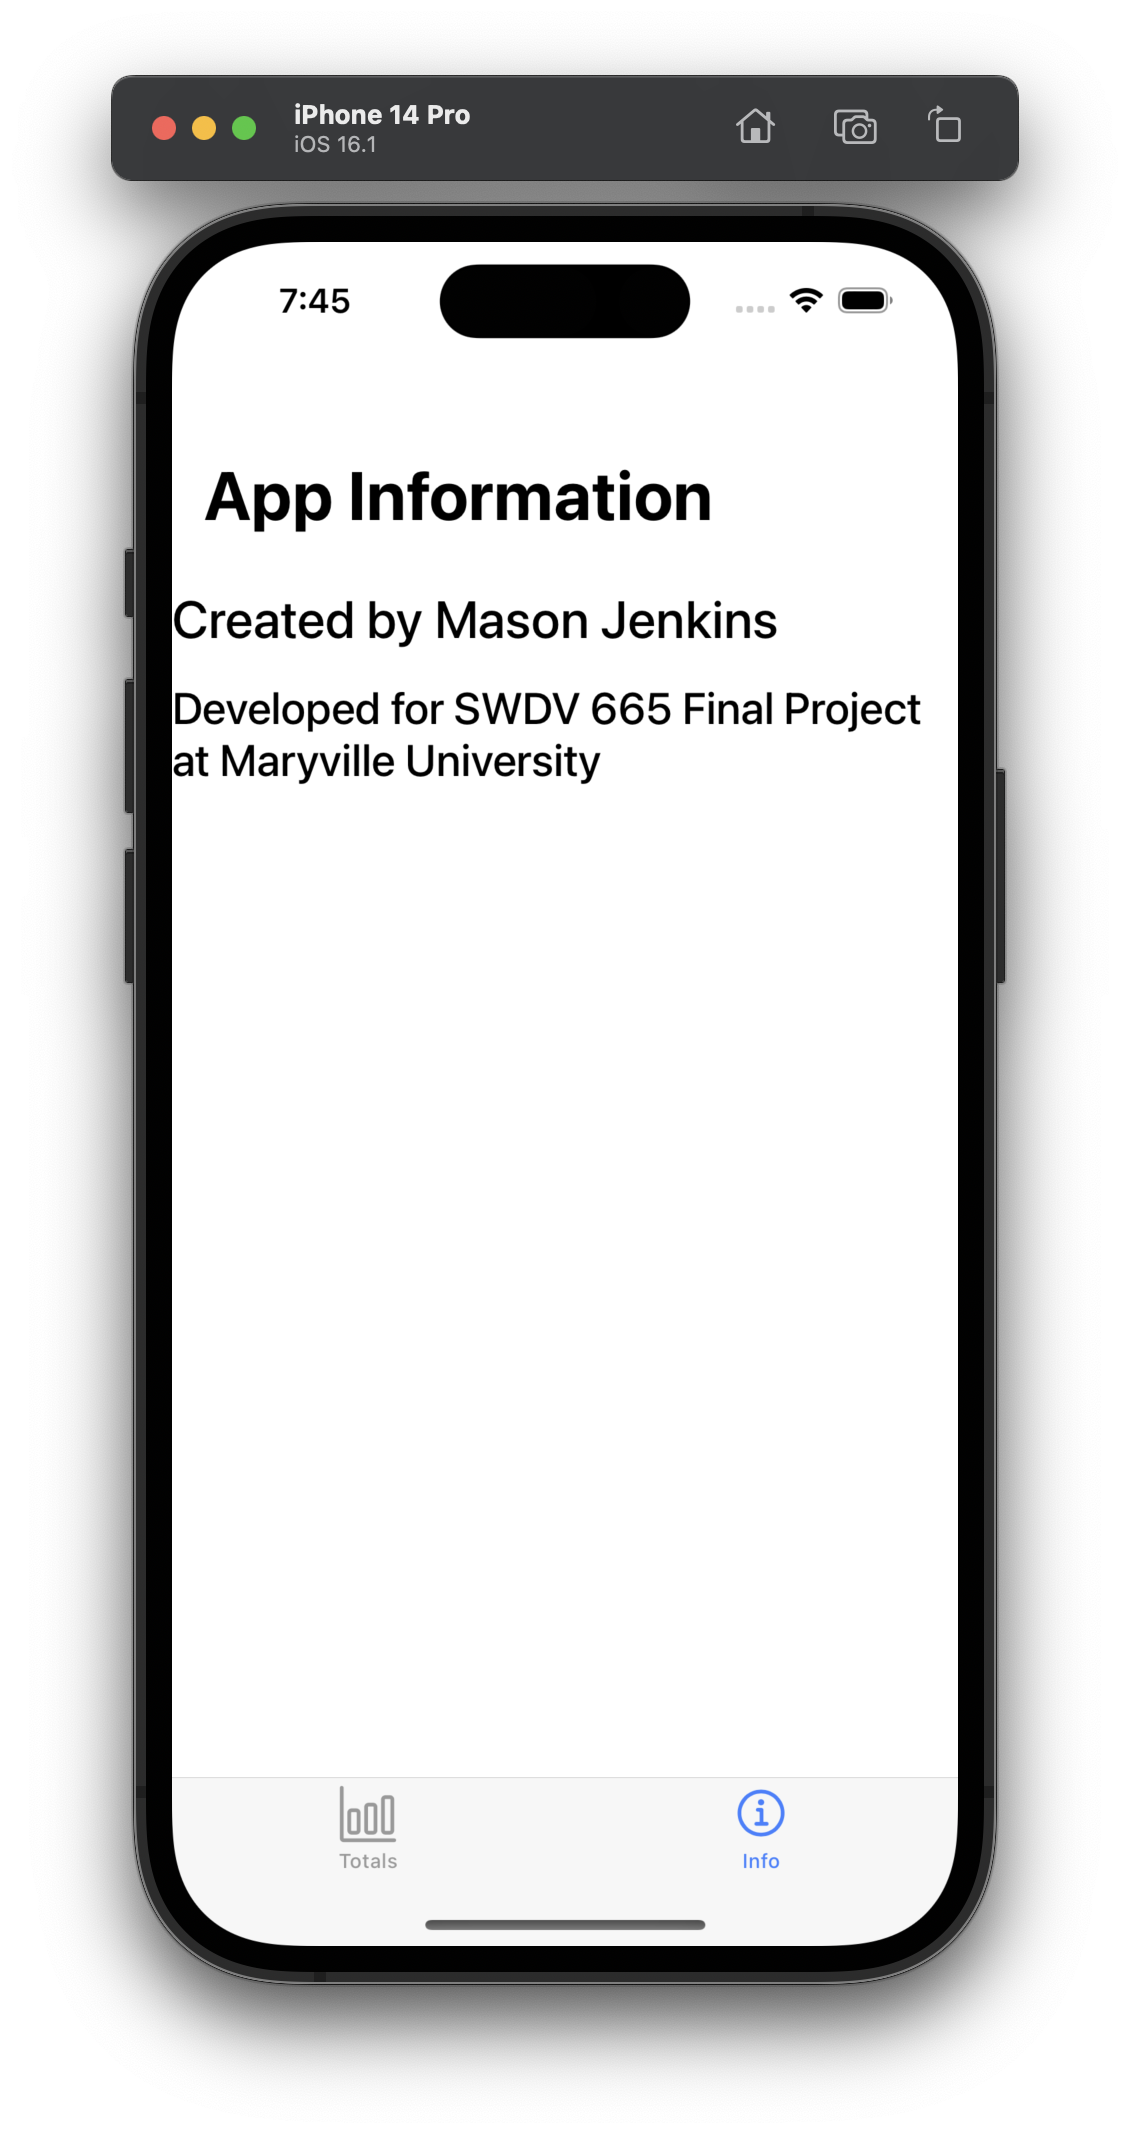 iPhone 14 Pro
iOS 16.1
7:45
App Information
Created by Mason Jenkins
Developed for SWDV 665 Final Project
at Maryville University
Totals
Info